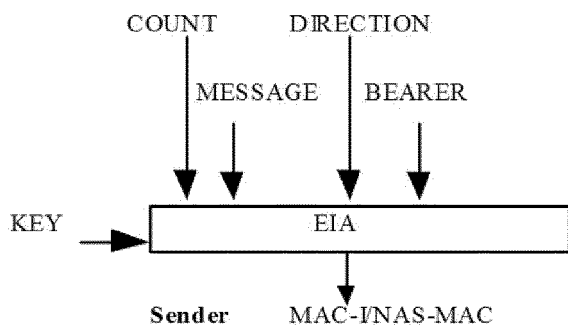 COUNT DIRECTION
MESSAGE BEARER
KEY EIA
Sender MAC-I/NAS-MAC